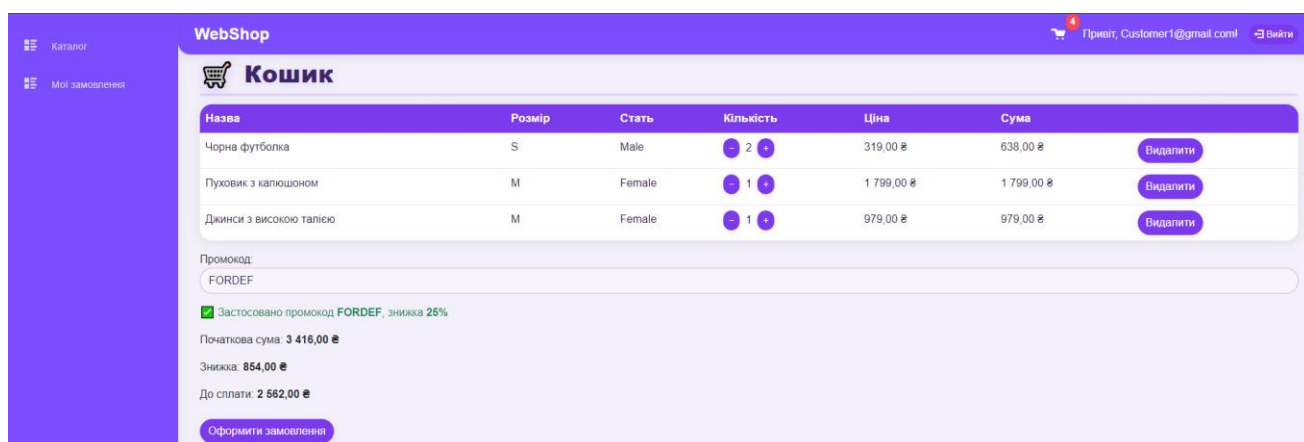 WebShop
4
Привіт, Customer1@gmail.com!
Вийти
Каталог
Мої замовлення
Кошик
Назва Розмір Стать Кількість Ціна Сума
Чорна футболка S Male - 2 + 319,00 ₴ 638,00 ₴ Видалити
Пуховик з капюшоном M Female - 1 + 1 799,00 ₴ 1 799,00 ₴ Видалити
Джинси з високою талією M Female - 1 + 979,00 ₴ 979,00 ₴ Видалити
Промокод:
FORDEF
Застосовано промокод FORDEF, знижка 25%
Початкова сума: 3 416,00 ₴
Знижка: 854,00 ₴
До сплати: 2 562,00 ₴
Оформити замовлення